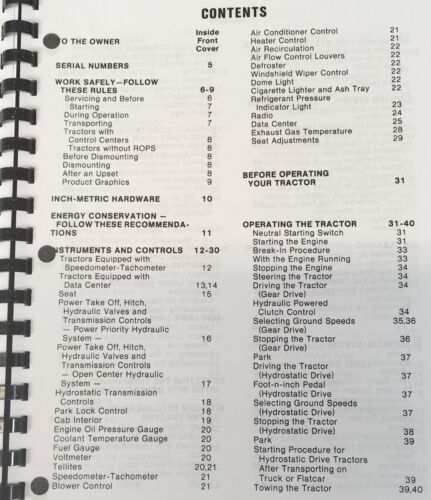 CONTENTS
Inside
Front
O THE OWNER Cover
SERIAL NUMBERS 5
WORK SAFELY—FOLLOW
THESE RULES 6-9
Servicing and Before
Starting 6
During Operation 7
Transporting 7
Tractors with
Control Centers 8
Tractors without ROPS 8
Before Dismounting 8
Dismounting 8
After an Upset 8
Product Graphics 9
INCH-METRIC HARDWARE 10
ENERGY CONSERVATION —
FOLLOW THESE RECOMMENDA-
TIONS 11
INSTRUMENTS AND CONTROLS 12-30
Tractors Equipped with
Speedometer-Tachometer 12
Tractors Equipped with
Data Center 13,14
Seat 15
Power Take Off, Hitch,
Hydraulic Valves and
Transmission Controls
— Power Priority Hydraulic
System — 16
Power Take Off, Hitch,
Hydraulic Valves and
Transmission Controls
— Open Center Hydraulic
System — 17
Hydrostatic Transmission
Controls 18
Park Lock Control 18
Cab Interior 19
Engine Oil Pressure Gauge 20
Coolant Temperature Gauge 20
Fuel Gauge 20
Voltmeter 20
Tellites 20,21
Speedometer-Tachometer 21
Blower Control 21
Air Conditioner Control 21
Heater Control 21
Air Recirculation 22
Air Flow Control Louvers 22
Defroster 22
Windshield Wiper Control 22
Dome Light 22
Cigarette Lighter and Ash Tray 22
Refrigerant Pressure
Indicator Light 23
Radio 24
Data Center 25
Exhaust Gas Temperature 28
Seat Adjustments 29
BEFORE OPERATING
YOUR TRACTOR 31
OPERATING THE TRACTOR 31-40
Neutral Starting Switch 31
Starting the Engine 31
Break-In Procedure 33
With the Engine Running 33
Stopping the Engine 34
Steering the Tractor 34
Driving the Tractor 34
(Gear Drive)
Hydraulic Powered
Clutch Control 34
Selecting Ground Speeds 35,36
(Gear Drive)
Stopping the Tractor 36
(Gear Drive)
Park 37
Driving the Tractor
(Hydrostatic Drive) 37
Foot-n-inch Pedal
(Hydrostatic Drive 37
Selecting Ground Speeds
(Hydrostatic Drive) 37
Stopping the Tractor
(Hydrostatic Drive) 38
Park 39
Starting Procedure for
Hydrostatic Drive Tractors
After Transporting on
Truck or Flatcar 39
Towing the Tractor 39,40